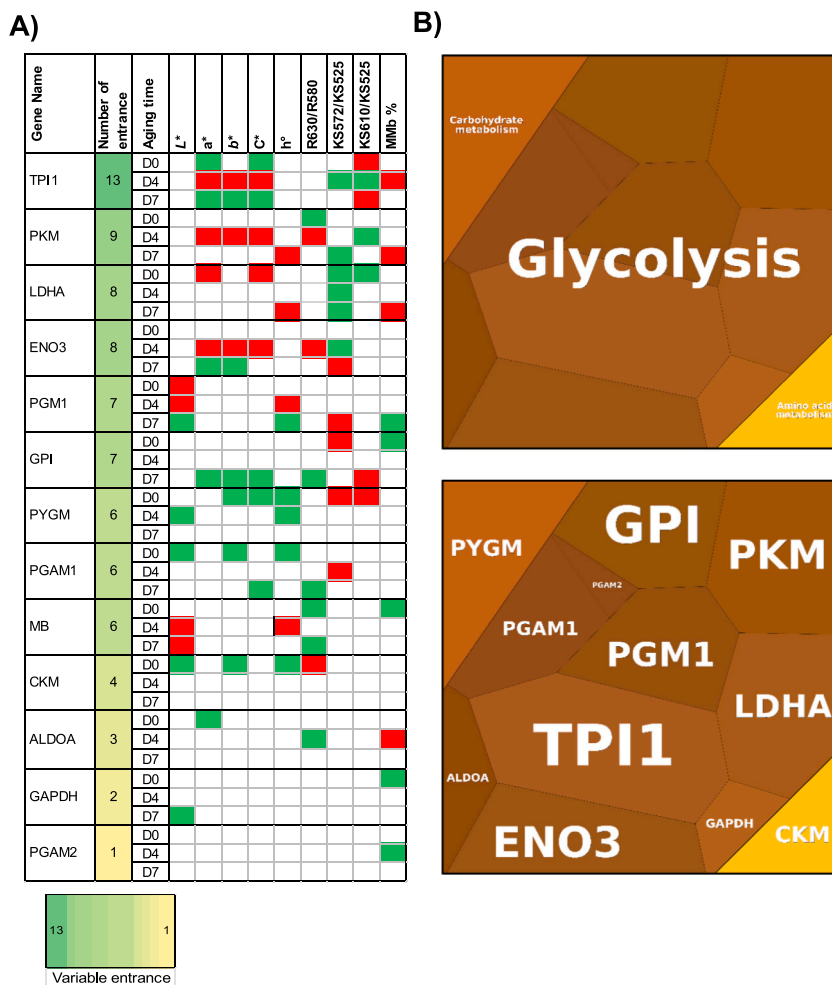 A)
B)
Gene Name
Number of entrance
Aging time
L*
a*
b*
C*
h°
R630/R580
KS572/KS525
KS610/KS525
MMb %
TPI1 13 D0
D4
D7
PKM 9 D0
D4
D7
LDHA 8 D0
D4
D7
ENO3 8 D0
D4
D7
PGM1 7 D0
D4
D7
GPI 7 D0
D4
D7
PYGM 6 D0
D4
D7
PGAM1 6 D0
D4
D7
MB 6 D0
D4
D7
CKM 4 D0
D4
D7
ALDOA 3 D0
D4
D7
GAPDH 2 D0
D4
D7
PGAM2 1 D0
D4
D7
13 1
Variable entrance
Carbohydrate
metabolism
Glycolysis
Amino acid
metabolism
GPI
PYGM
PKM
PGAM2
PGAM1
PGM1
LDHA
TPI1
ALDOA
GAPDH
ENO3
CKM